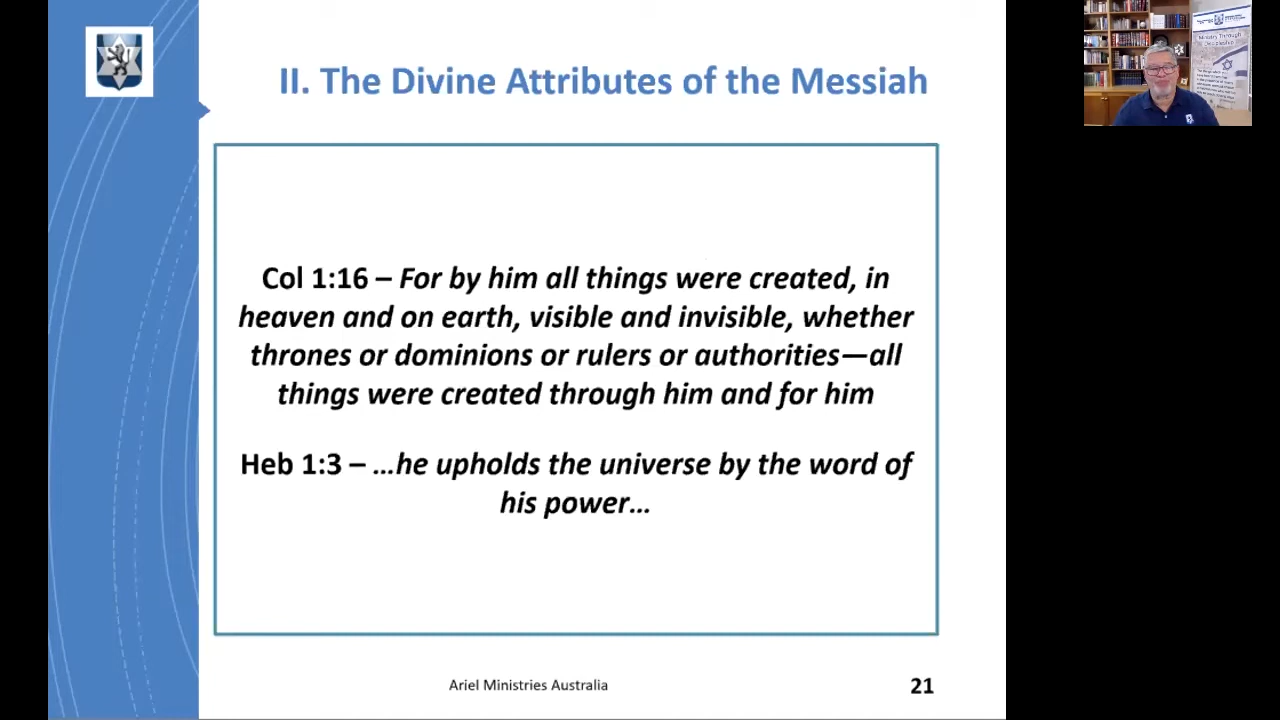 II. The Divine Attributes of the Messiah
Col 1:16 – For by him all things were created, in
heaven and on earth, visible and invisible, whether
thrones or dominions or rulers or authorities—all
things were created through him and for him
Heb 1:3 – …he upholds the universe by the word of
his power…
Ariel Ministries Australia
21
Ministry Through